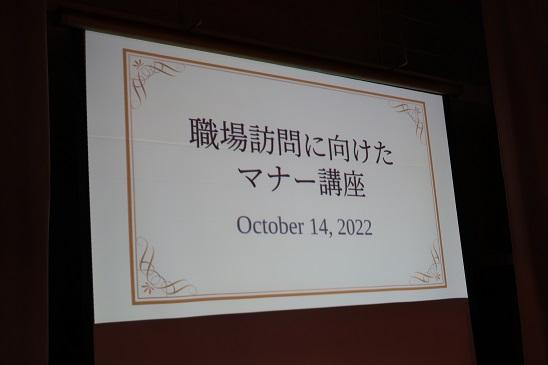 職場訪問に向けた
マナー講座
October 14, 2022